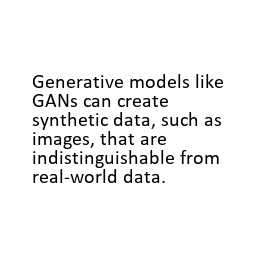 Generative models like
GANs can create
synthetic data, such as
images, that are
indistinguishable from
real-world data.